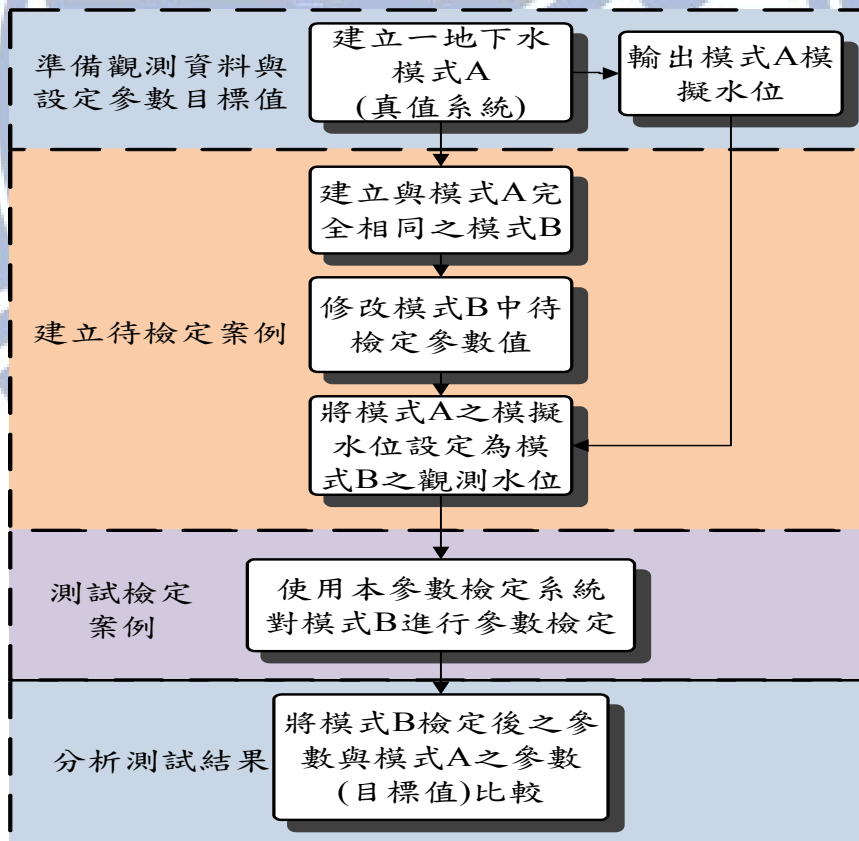 準備觀測資料與
設定參數目標值
建立一地下水
模式A
(真值系統)
輸出模式A模
擬水位
建立待檢定案例
建立與模式A完
全相同之模式B
修改模式B中待
檢定參數值
將模式A之模擬
水位設定為模
式B之觀測水位
測試檢定
案例
使用本參數檢定系統
對模式B進行參數檢定
分析測試結果
將模式B檢定後之參
數與模式A之參數
(目標值)比較